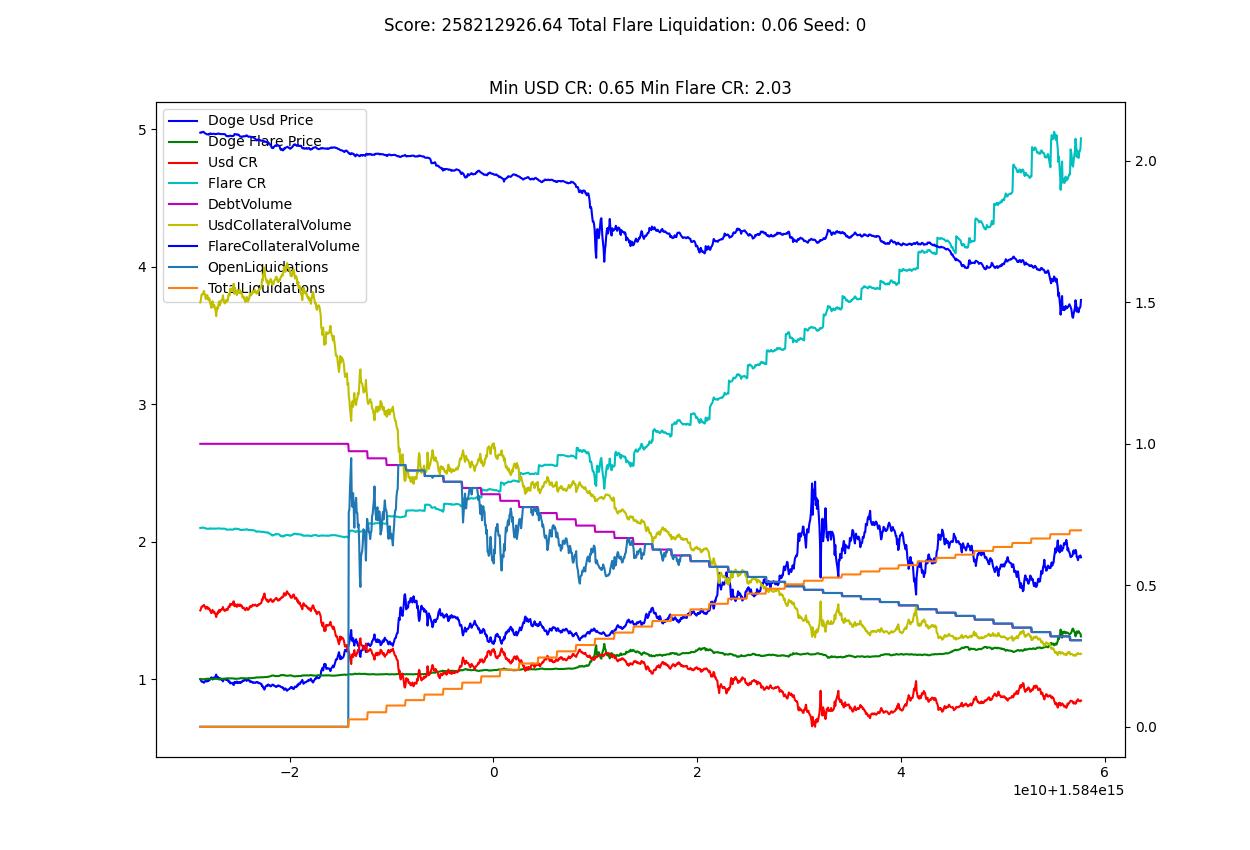 Score: 258212926.64 Total Flare Liquidation: 0.06 Seed: 0
Min USD CR: 0.65 Min Flare CR: 2.03
Doge Usd Price
Doge Flare Price
Usd CR
Flare CR
DebtVolume
UsdCollateralVolume
FlareCollateralVolume
OpenLiquidations
TotalLiquidations
5
4
3
2
1
2.0
1.5
1.0
0.5
0.0
−2
0
2
4
6
1e10+1.584e15